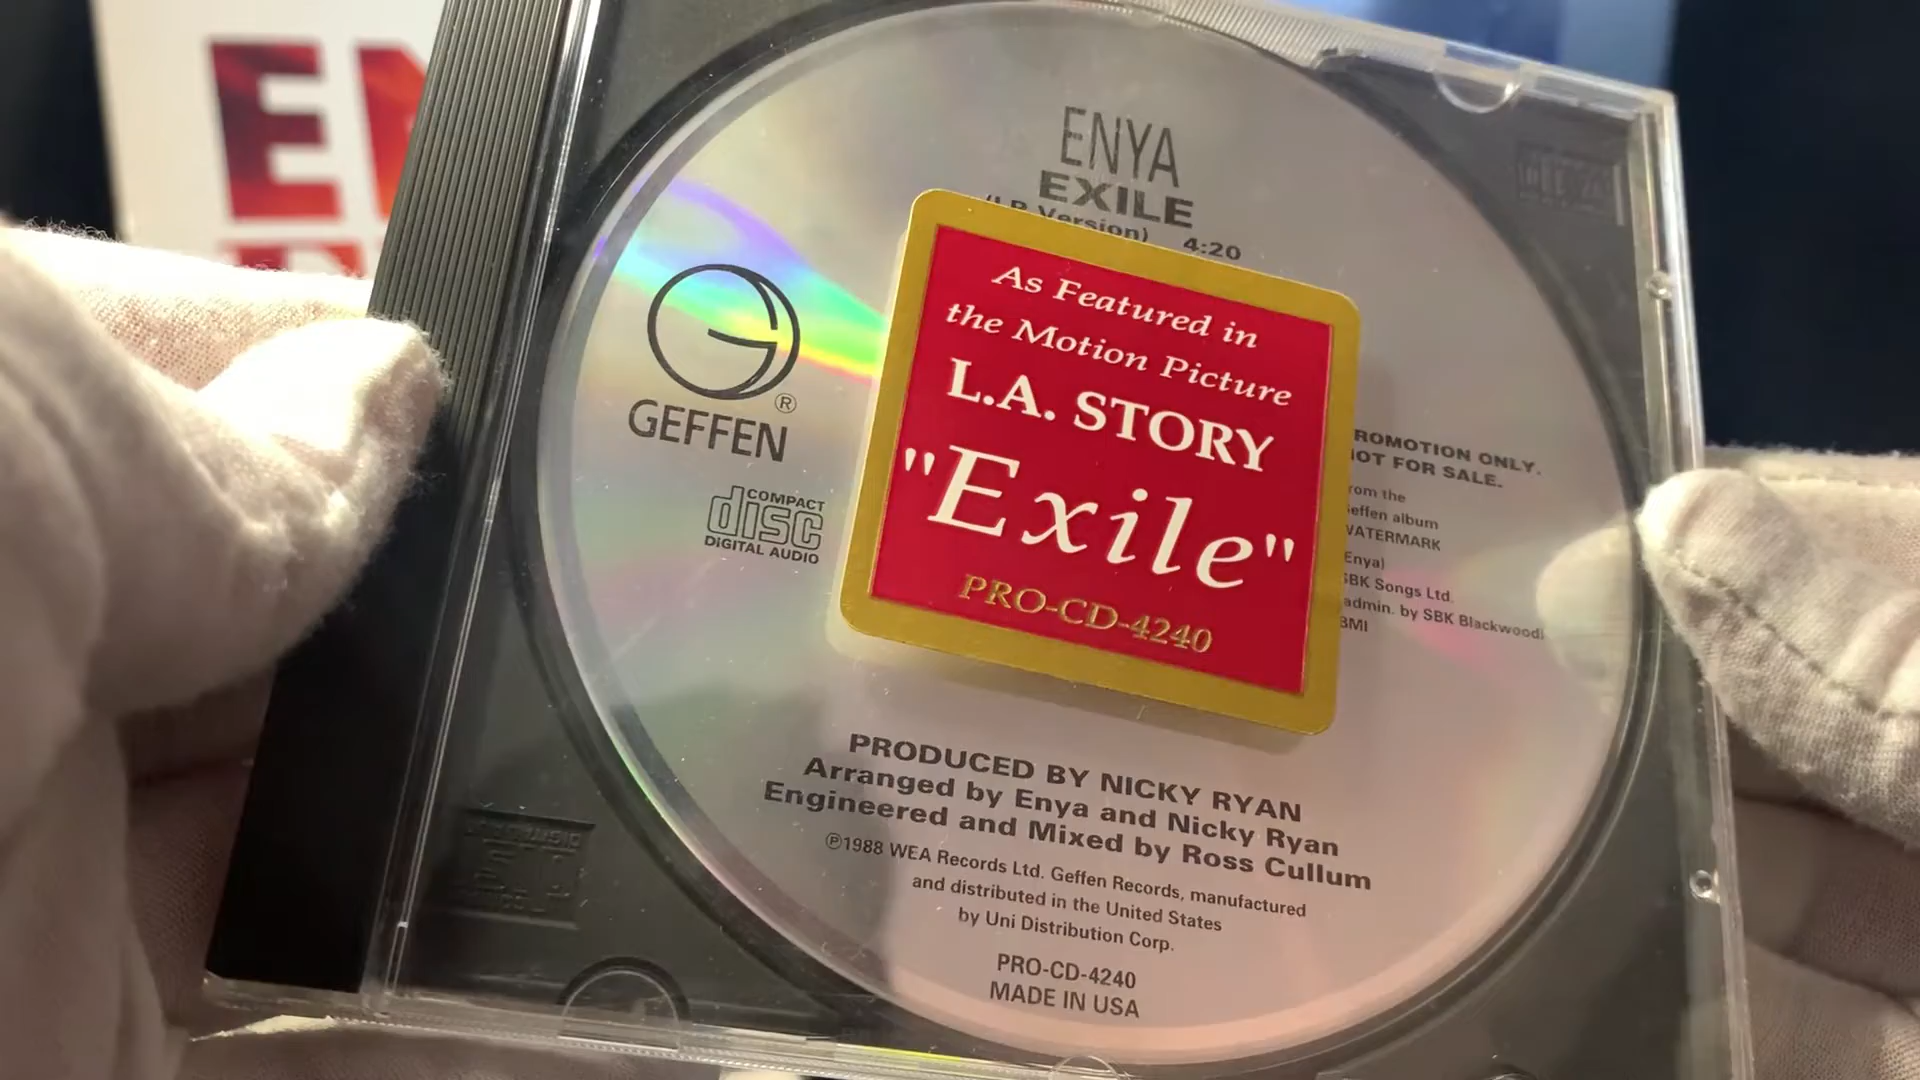 ENYA
EXILE
(LP Version) 4:20
As Featured in
the Motion Picture
L.A. STORY
"Exile"
PRO-CD-4240
GEFFEN
®
COMPACT
disc
DIGITAL AUDIO
ROMOTION ONLY.
NOT FOR SALE.
rom the
effen album
WATERMARK
Enya)
SBK Songs Ltd.
admin. by SBK Blackwood)
BMI
PRODUCED BY NICKY RYAN
Arranged by Enya and Nicky Ryan
Engineered and Mixed by Ross Cullum
℗1988 WEA Records Ltd. Geffen Records, manufactured
and distributed in the United States
by Uni Distribution Corp.
PRO-CD-4240
MADE IN USA